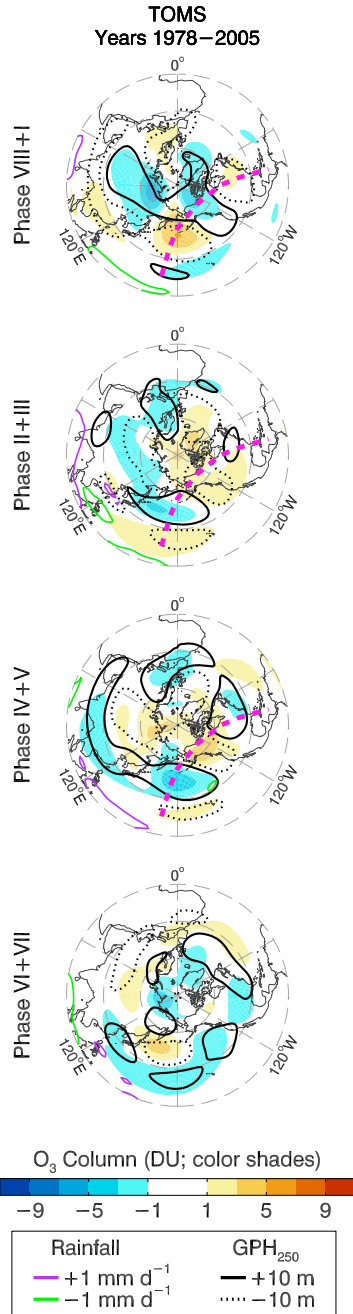 TOMS
Years 1978−2005
0°
Phase VIII+I
120°E
120°W
0°
Phase II+III
120°E
120°W
0°
Phase IV+V
120°E
120°W
0°
Phase VI+VII
120°E
120°W
O₃ Column (DU; color shades)
−9 −5 −1 1 5 9
Rainfall GPH₂₅₀
+1 mm d⁻¹ +10 m
−1 mm d⁻¹ −10 m